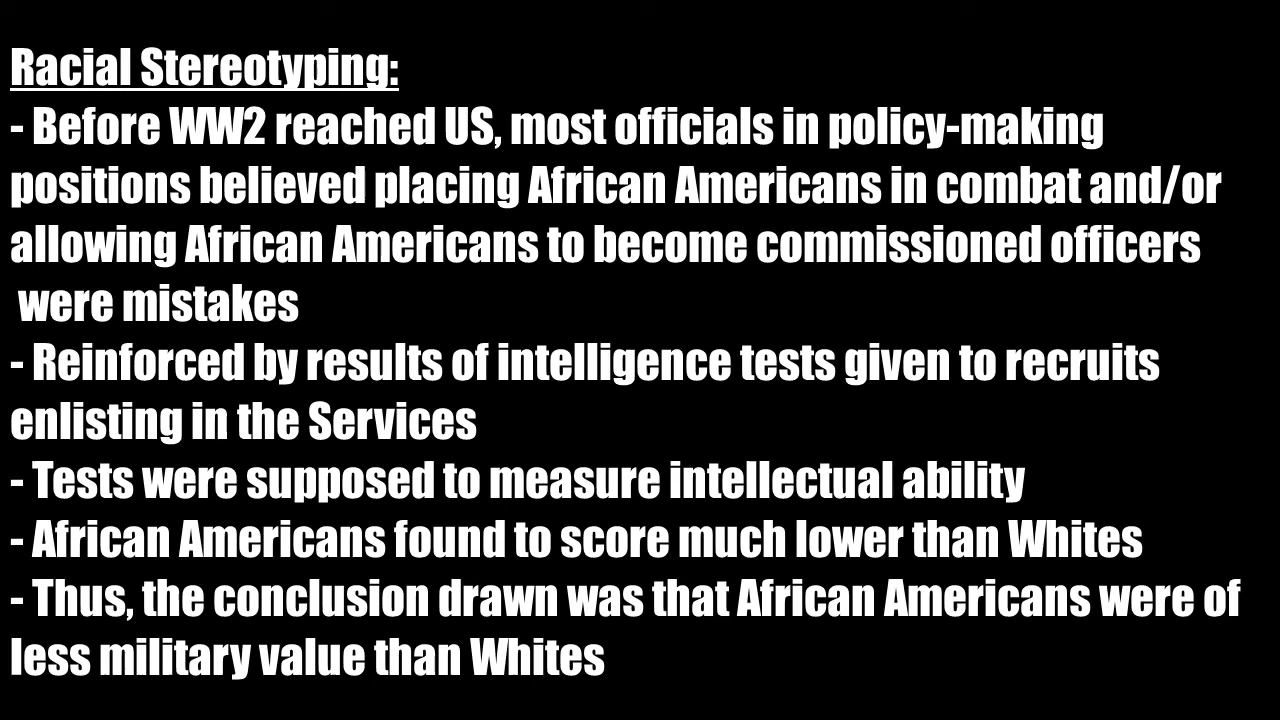 Racial Stereotyping:
- Before WW2 reached US, most officials in policy-making
positions believed placing African Americans in combat and/or
allowing African Americans to become commissioned officers
were mistakes
- Reinforced by results of intelligence tests given to recruits
enlisting in the Services
- Tests were supposed to measure intellectual ability
- African Americans found to score much lower than Whites
- Thus, the conclusion drawn was that African Americans were of
less military value than Whites